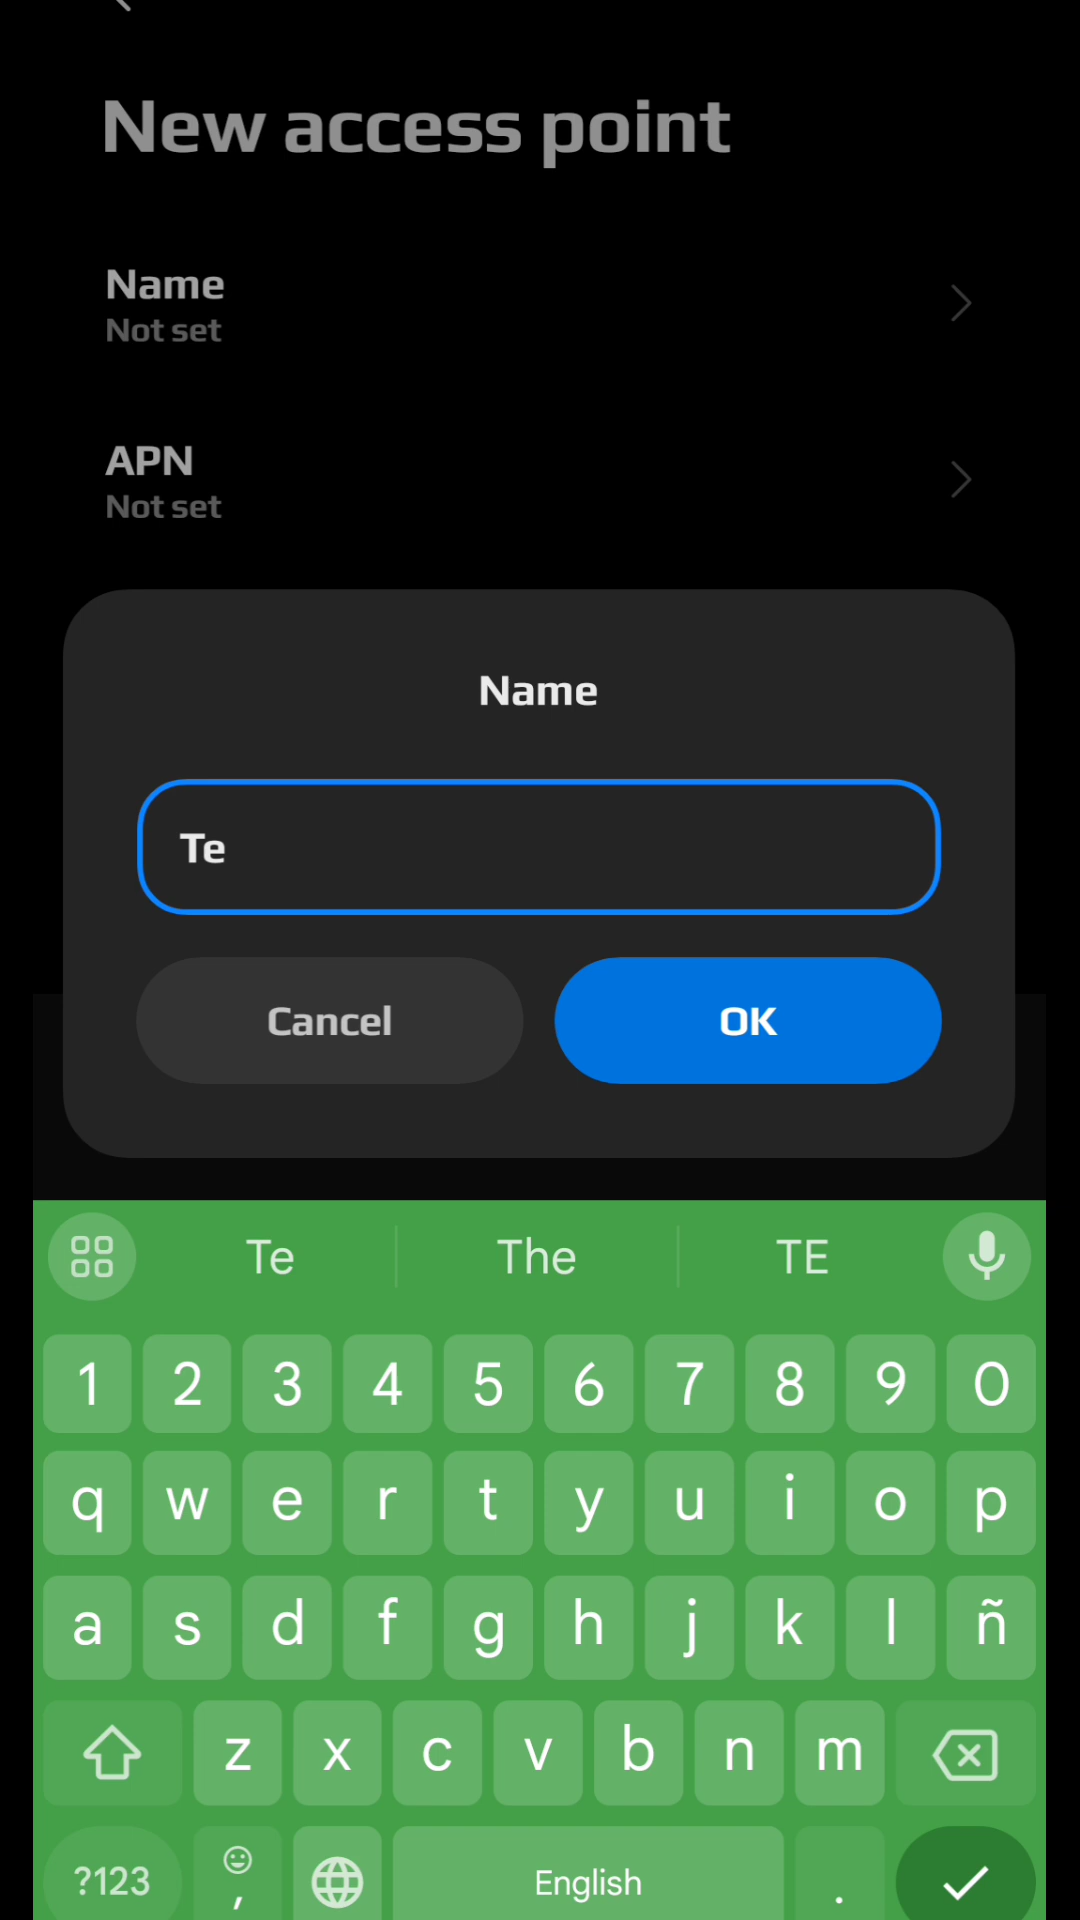 New access point
Name
Not set
APN
Not set
Name
Te
Cancel OK
Te The TE
1 2 3 4 5 6 7 8 9 0
q w e r t y u i o p
a s d f g h j k l ñ
z x c v b n m
?123 , English .